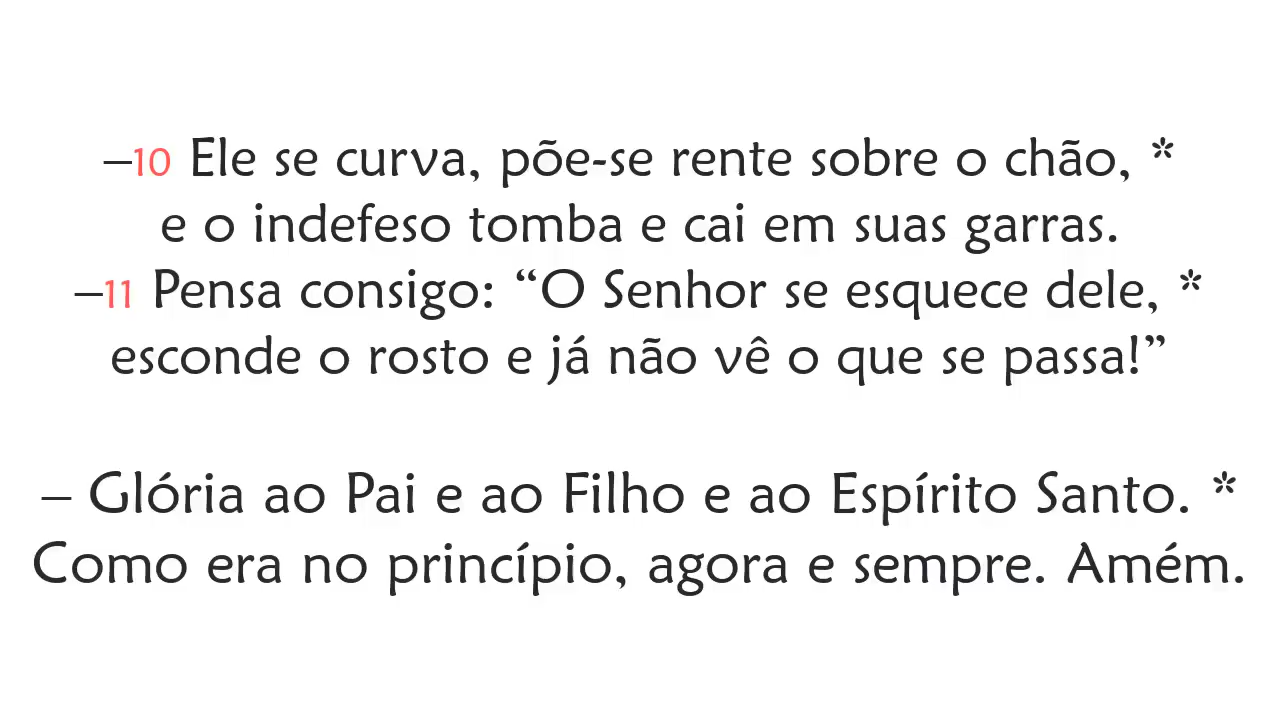 –10 Ele se curva, põe-se rente sobre o chão, *
e o indefeso tomba e cai em suas garras.
–11 Pensa consigo: “O Senhor se esquece dele, *
esconde o rosto e já não vê o que se passa!”
– Glória ao Pai e ao Filho e ao Espírito Santo. *
Como era no princípio, agora e sempre. Amém.